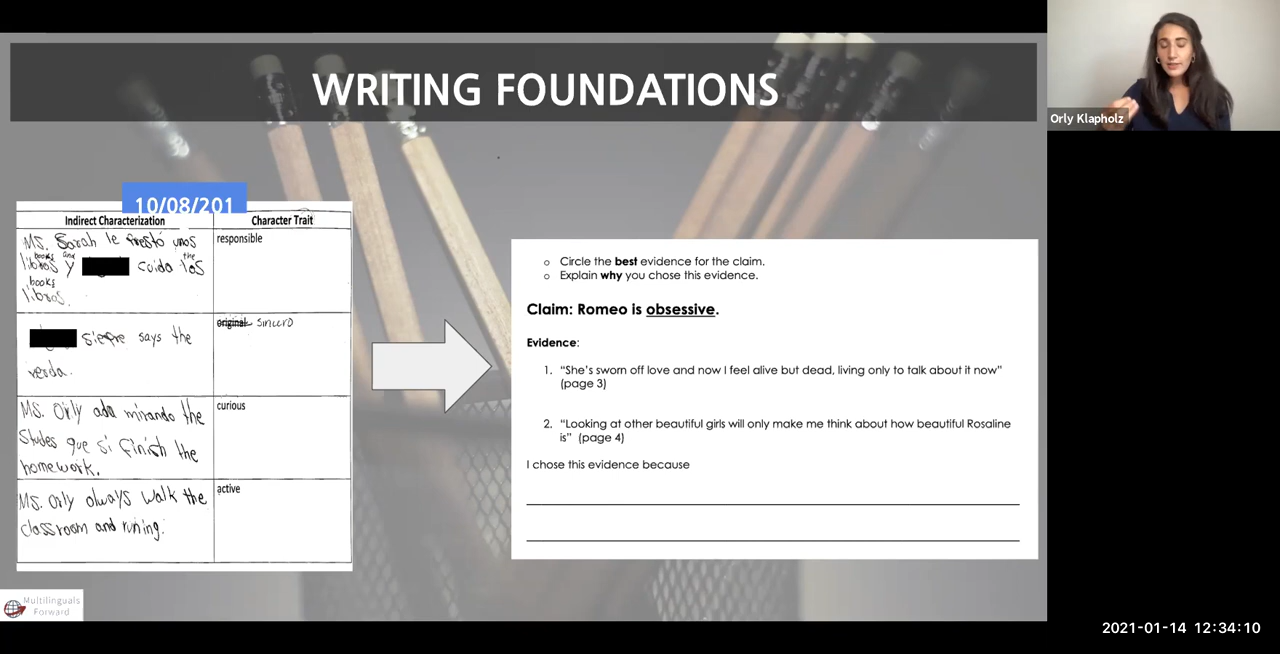 WRITING FOUNDATIONS
Orly Klapholz
10/08/201
Indirect Characterization
Character Trait
Ms. Sarah le prestó unos
books and
libros y cuido the los
books
libros.
responsible
siepre says the
verda.
original sincero
Ms. Orly ada mirando the
studes que si finish the
homework.
curious
Ms. Orly always walk the
classroom and runing.
active
o Circle the best evidence for the claim.
o Explain why you chose this evidence.
Claim: Romeo is obsessive.
Evidence:
1. “She’s sworn off love and now I feel alive but dead, living only to talk about it now”
(page 3)
2. “Looking at other beautiful girls will only make me think about how beautiful Rosaline
is” (page 4)
I chose this evidence because
Multilinguals
Forward
2021-01-14 12:34:10